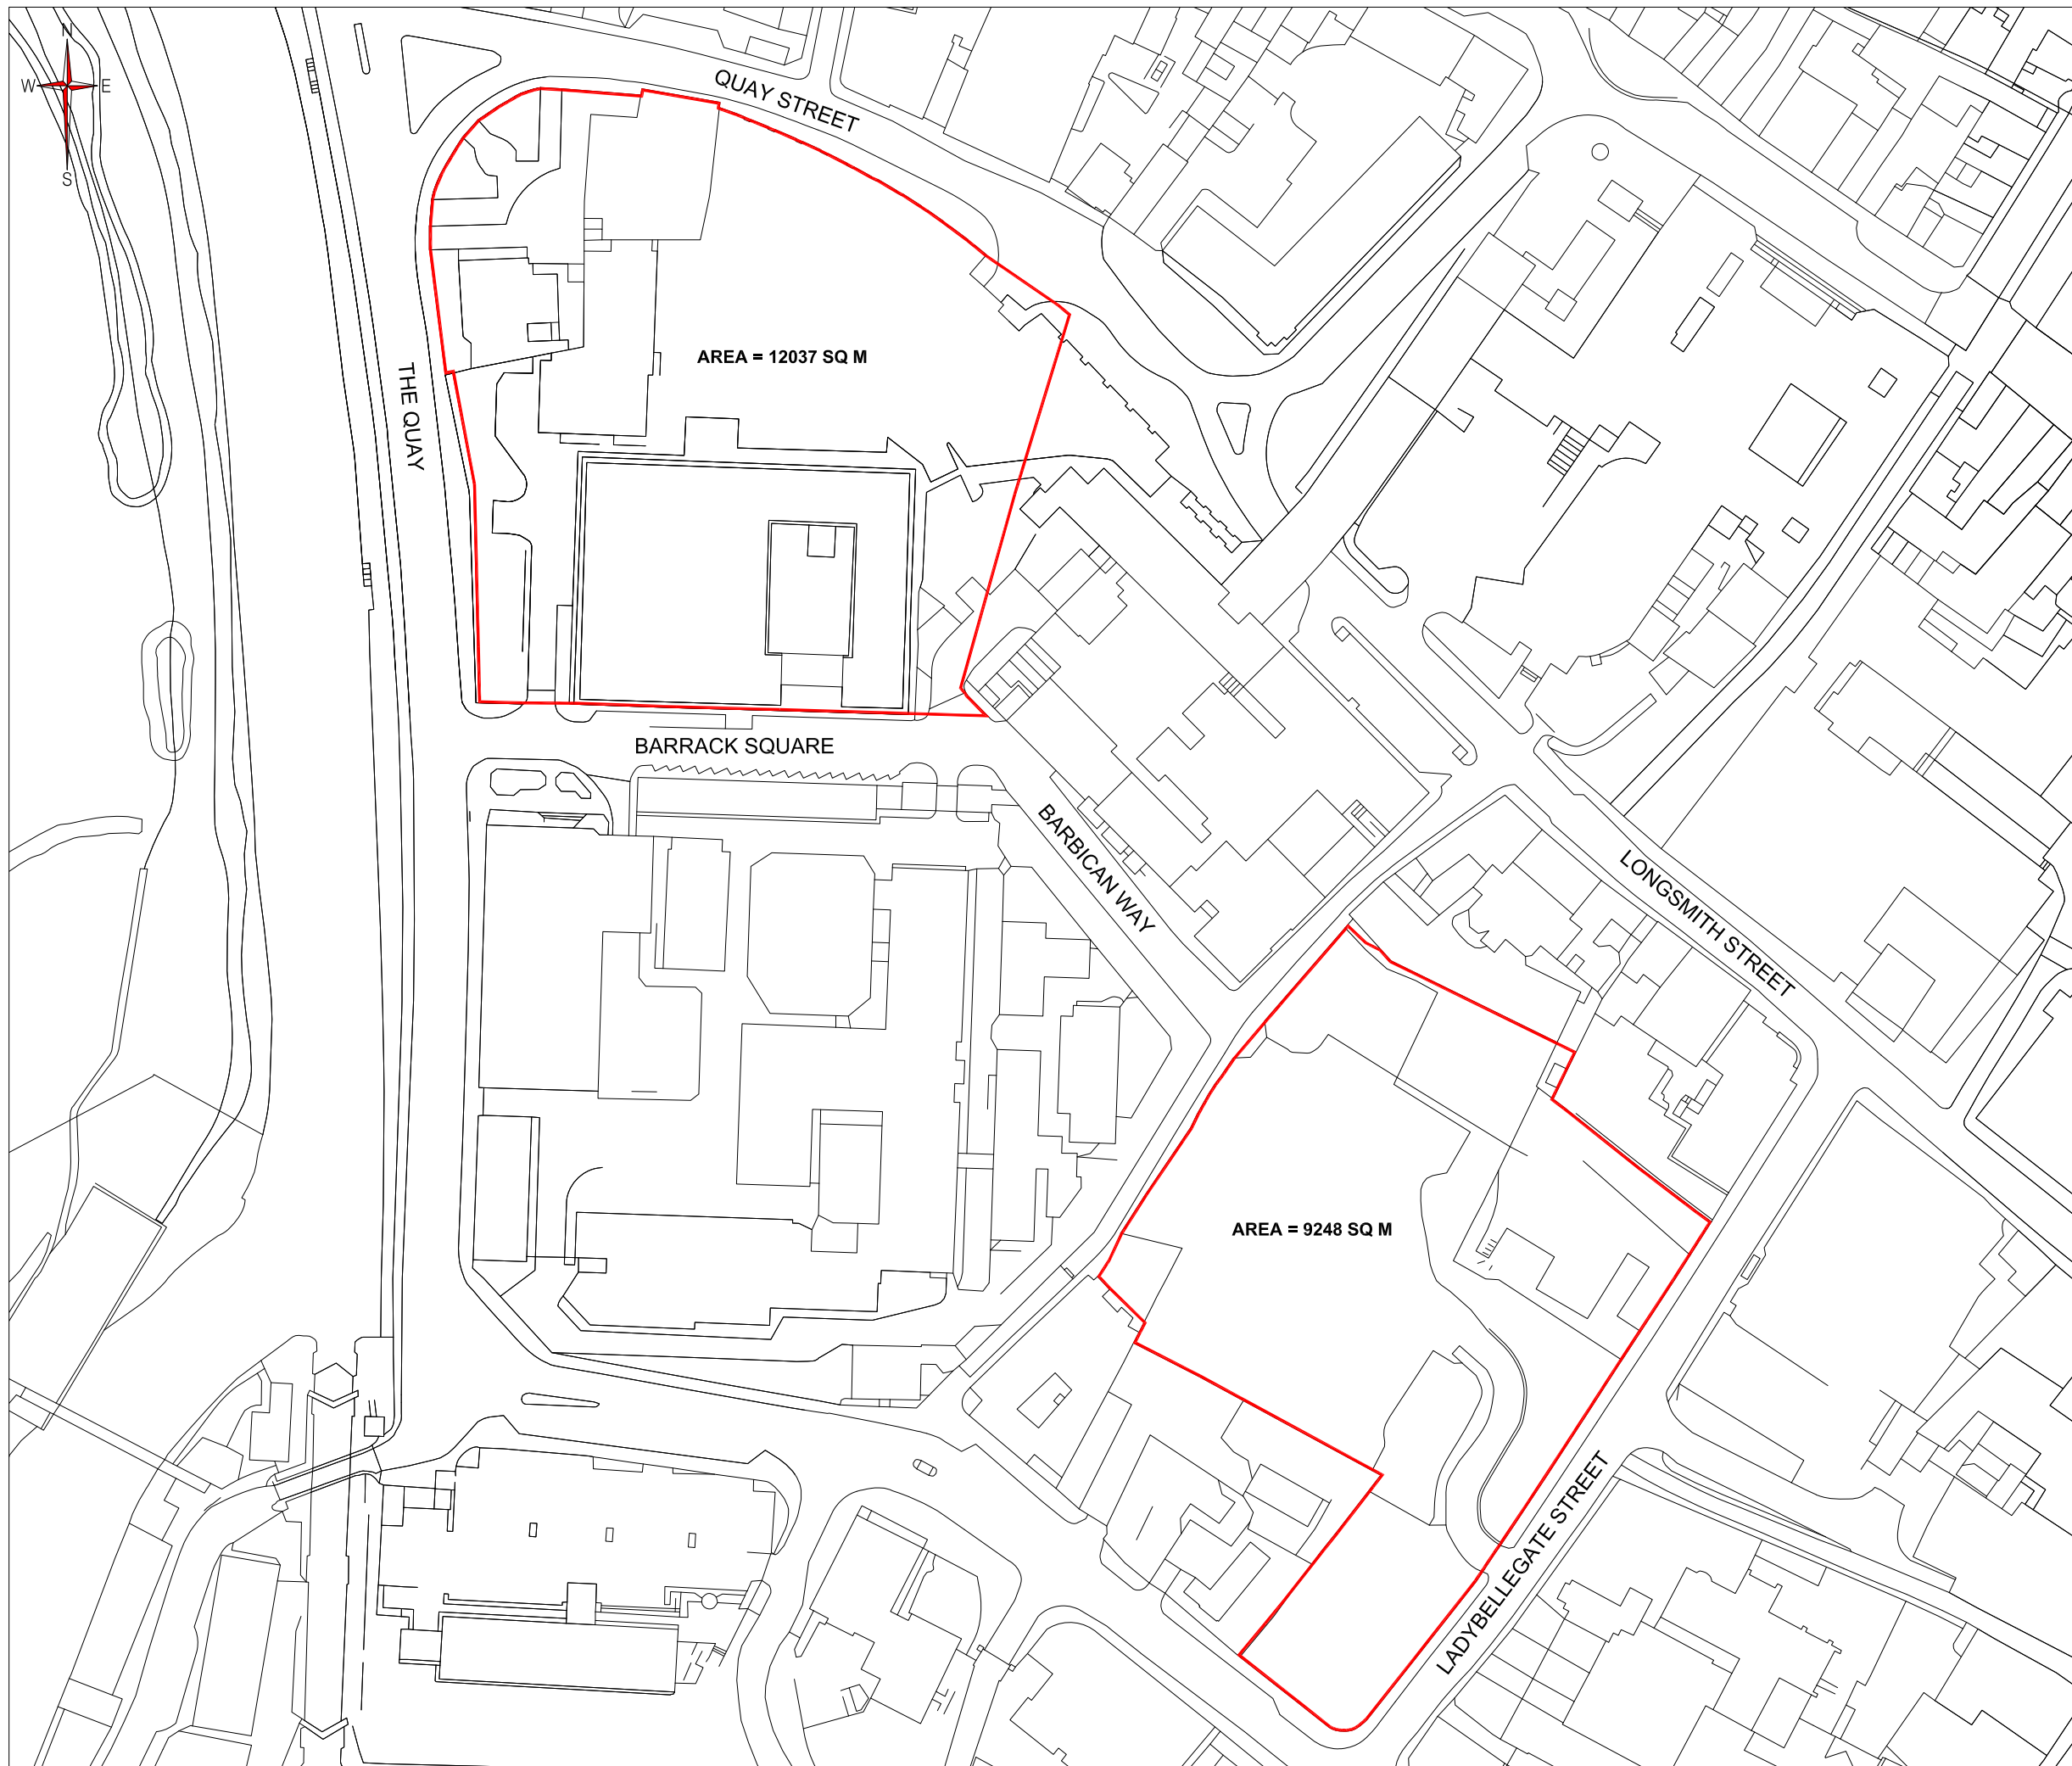 N
W E
S
QUAY STREET
THE QUAY
AREA = 12037 SQ M
BARRACK SQUARE
BARBICAN WAY
LONGSMITH STREET
AREA = 9248 SQ M
LADYBELLEGATE STREET